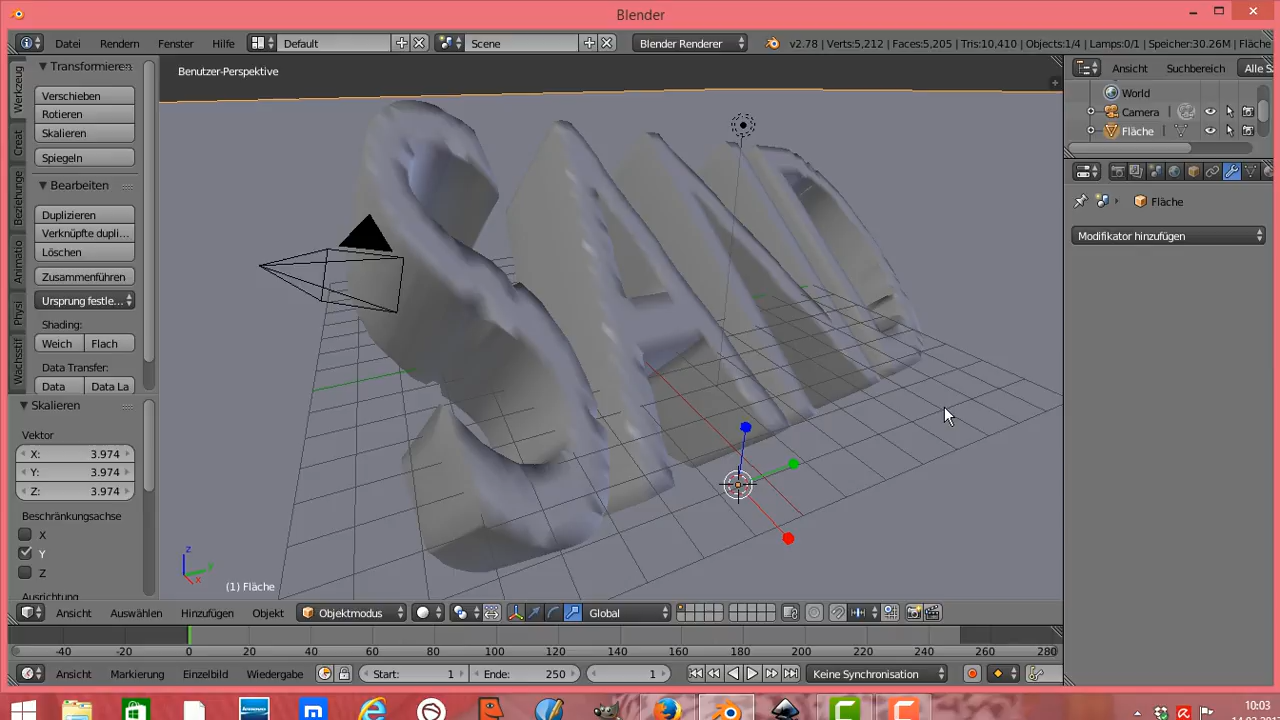 Blender
Datei Rendern Fenster Hilfe Default Scene Blender Renderer v2.78 | Verts:5,212 | Faces:5,205 | Tris:10,410 | Objects:1/4 | Lamps:0/1 | Speicher:30.26M | Fläche
Benutzer-Perspektive
Ansicht Suchbereich Alle S
World
Camera
Fläche
Fläche
Modifikator hinzufügen
Werkzeug
Creat
Beziehunge
Animatio
Physi
Wachsstif
Transformieren
Verschieben
Rotieren
Skalieren
Spiegeln
Bearbeiten
Duplizieren
Verknüpfte dupli...
Löschen
Zusammenführen
Ursprung festle...
Shading:
Weich Flach
Data Transfer:
Data Data La
Skalieren
Vektor
X: 3.974
Y: 3.974
Z: 3.974
Beschränkungsachse
X
Y
Z
Ausrichtung
SAM
z
y
x
(1) Fläche
Ansicht Auswählen Hinzufügen Objekt Objektmodus Global
-40 -20 0 20 40 60 80 100 120 140 160 180 200 220 240 260 280
Ansicht Markierung Einzelbild Wiedergabe Start: 1 Ende: 250 1 Keine Synchronisation
10:03